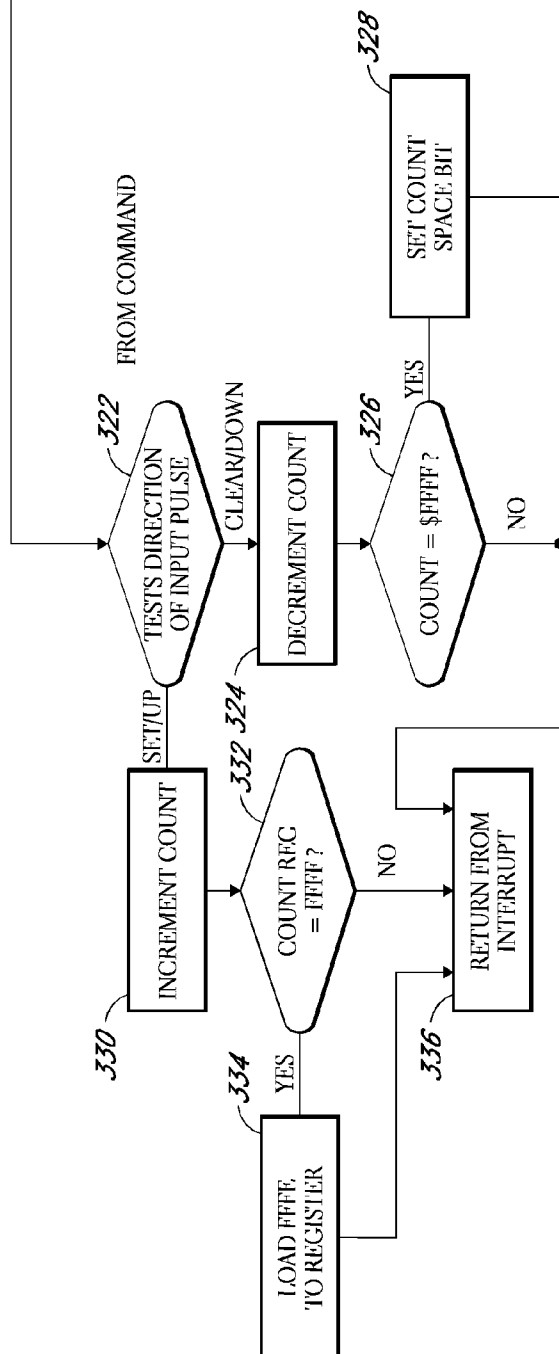 FROM COMMAND
322
TESTS DIRECTION
OF INPUT PULSE
SET/UP
CLEAR/DOWN
330
INCREMENT COUNT
324
DECREMENT COUNT
332
COUNT REG
= FFFF ?
YES
NO
326
COUNT = $FFFF ?
YES
NO
328
SET COUNT
SPACE BIT
334
LOAD FFFE
TO REGISTER
336
RETURN FROM
INTERRUPT